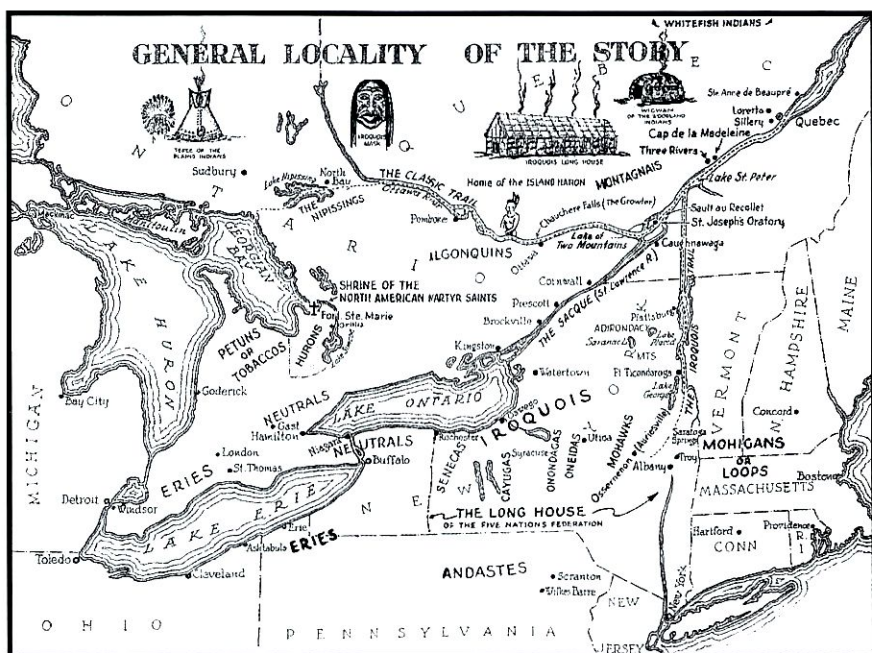 WHITEFISH INDIANS
GENERAL LOCALITY OF THE STORY
QUEBEC
ONTARIO
TEPEE OF THE
PLAINS INDIANS
IROQUOIS
MASK
IROQUOIS LONG HOUSE
WIGWAM
OF THE WOODLAND
INDIANS
Ste Anne de Beaupré
Loretto
Sillery
Quebec
Cap de la Madeleine
Three Rivers
Lake St. Peter
MONTAGNAIS
Home of the ISLAND NATION
Sudbury
Lake Nipissing
North
Bay
THE
NIPISSINGS
THE CLASSIC TRAIL
Ottawa River
Pembroke
Chaudiere Falls (The Growler)
Sault au Recollet
St. Joseph's Oratory
Caughnawaga
Lake of
Two Mountains
Ottawa
ALGONQUINS
Mackinac
Manitoulin
GEORGIAN
BAY
LAKE HURON
SHRINE OF THE
NORTH AMERICAN MARTYR SAINTS
Fort Ste. Marie
Orillia
HURONS
PETUNS
OR
TOBACCOS
Cornwall
Prescott
Brockville
Kingston
THE SACQUE (St Lawrence R.)
THE IROQUOIS TRAIL
Plattsburg
ADIRONDACK
MTS
Saranac L.
Lake
Placid
Ft Ticonderoga
Lake
George
Watertown
VERMONT
N. HAMPSHIRE
MAINE
Concord
MICHIGAN
Bay City
Goderick
NEUTRALS
LAKE ONTARIO
Gast
Hamilton
Niagara
NEUTRALS
Buffalo
Rochester
Oswego
IROQUOIS
SENECAS
CAYUGAS
Syracuse
ONONDAGAS
ONEIDAS
Utica
MOHAWKS
Ossernenon (Auriesville)
Saratoga
Springs
Troy
Albany
MOHIGANS
OR
LOOPS
MASSACHUSETTS
Boston
London
St. Thomas
ERIES
Detroit
Windsor
LAKE ERIE
NEW
THE LONG HOUSE
OF THE FIVE NATIONS FEDERATION
Hartford
CONN
Providence
R.
I
Toledo
Erie
Ashtabula
ERIES
Cleveland
ANDASTES
Scranton
Wilkes Barre
New York
NEW
JERSEY
OHIO
PENNSYLVANIA